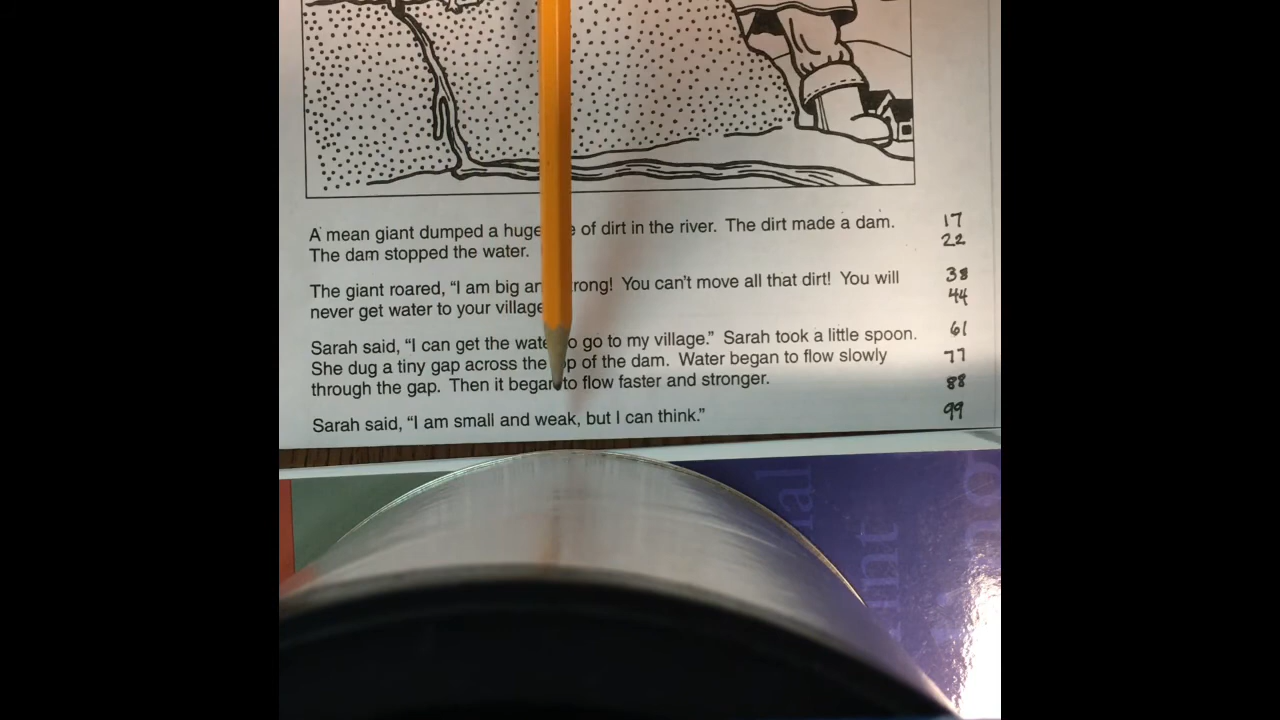 A mean giant dumped a huge of dirt in the river. The dirt made a dam. 17
The dam stopped the water. 22
The giant roared, “I am big an rong! You can't move all that dirt! You will 38
never get water to your village 44
Sarah said, “I can get the wate o go to my village.” Sarah took a little spoon. 61
She dug a tiny gap across the p of the dam. Water began to flow slowly 77
through the gap. Then it began to flow faster and stronger. 88
Sarah said, “I am small and weak, but I can think.” 99